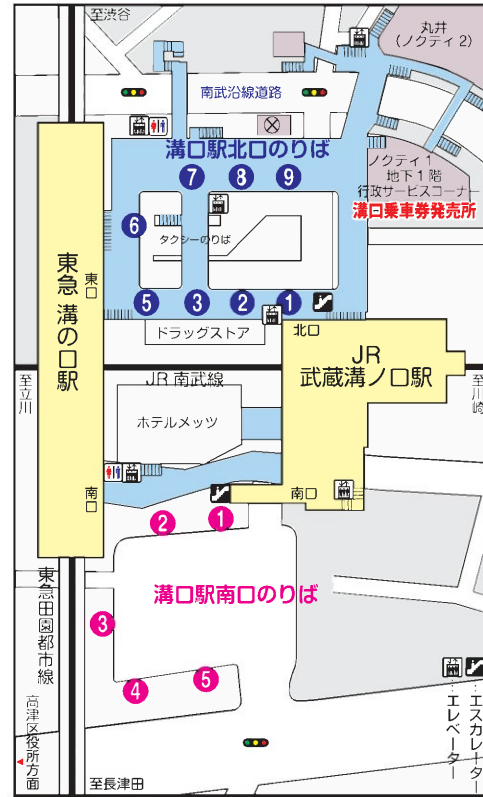 至渋谷
丸井
(ノクティ2)
南武沿線道路
溝口駅北口のりば
ノクティ1
地下1階
行政サービスコーナー
溝口乗車券発売所
7
8
9
6
タクシーのりば
5
3
2
1
東急 溝の口駅
東口
ドラッグストア
北口
JR
武蔵溝ノ口駅
至立川
JR南武線
至川崎
ホテルメッツ
南口
南口
2
1
溝口駅南口のりば
東急田園都市線
3
4
5
高津区役所方面
至長津田
…エレベーター
…エスカレーター